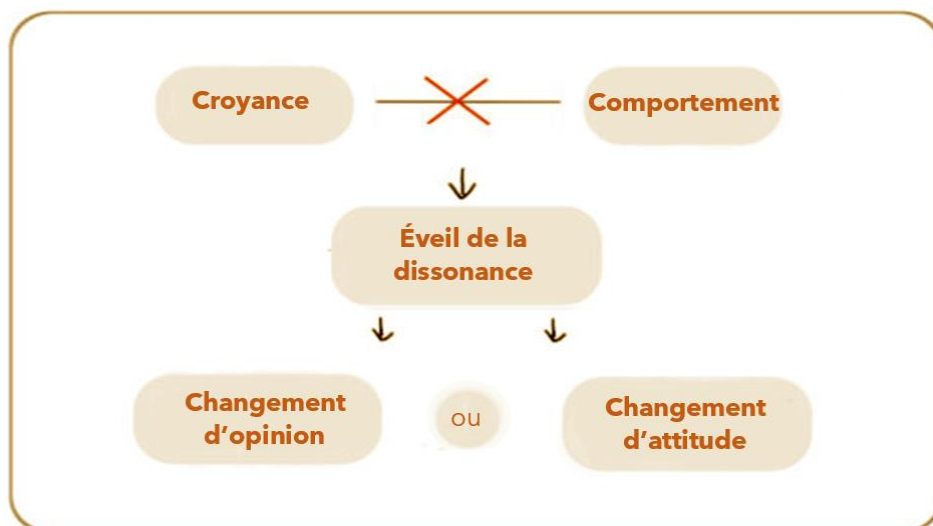 Croyance
Comportement
Éveil de la
dissonance
Changement
d'opinion
ou
Changement
d'attitude